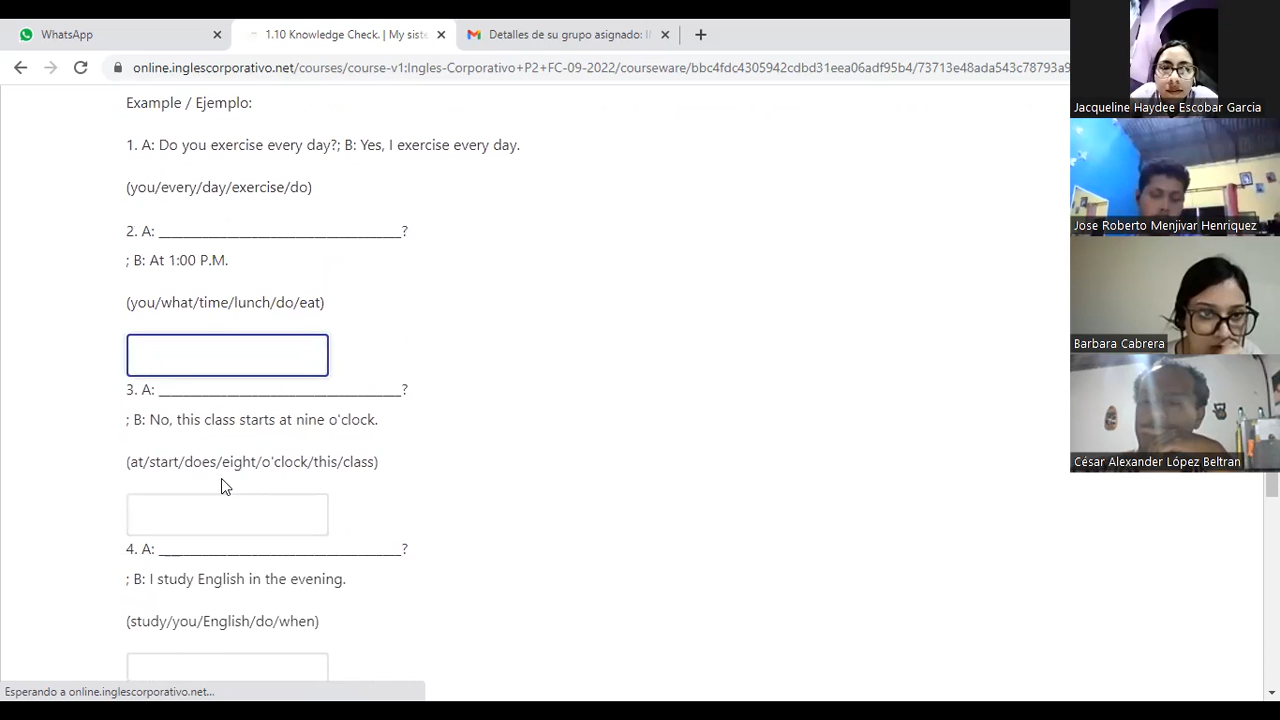 WhatsApp
1.10 Knowledge Check. | My siste
Detalles de su grupo asignado: I
online.inglescorporativo.net/courses/course-v1:Ingles-Corporativo+P2+FC-09-2022/courseware/bbc4fdc4305942cdbd31eea06adf95b4/73713e48ada543c78793a9
Example / Ejemplo:
1. A: Do you exercise every day?; B: Yes, I exercise every day.
(you/every/day/exercise/do)
2. A: ________________________________?
; B: At 1:00 P.M.
(you/what/time/lunch/do/eat)
3. A: ________________________________?
; B: No, this class starts at nine o'clock.
(at/start/does/eight/o'clock/this/class)
4. A: ________________________________?
; B: I study English in the evening.
(study/you/English/do/when)
Esperando a online.inglescorporativo.net...
Jacqueline Haydee Escobar Garcia
Jose Roberto Menjivar Henriquez
Barbara Cabrera
César Alexander López Beltran